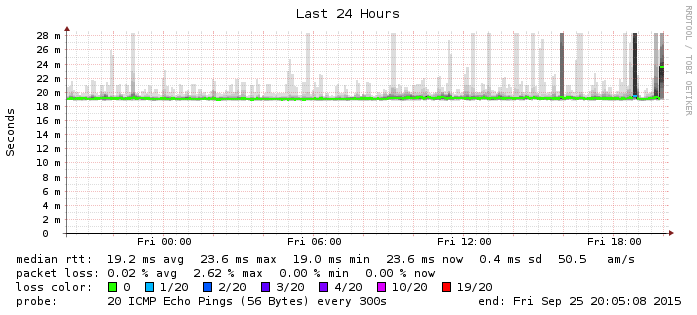 Last 24 Hours
RRDTOOL / TOBI OETIKER
Seconds
28 m
26 m
24 m
22 m
20 m
18 m
16 m
14 m
12 m
10 m
8 m
6 m
4 m
2 m
0
Fri 00:00 Fri 06:00 Fri 12:00 Fri 18:00
median rtt: 19.2 ms avg 23.6 ms max 19.0 ms min 23.6 ms now 0.4 ms sd 50.5 am/s
packet loss: 0.02 % avg 2.62 % max 0.00 % min 0.00 % now
loss color: 0 1/20 2/20 3/20 4/20 10/20 19/20
probe: 20 ICMP Echo Pings (56 Bytes) every 300s end: Fri Sep 25 20:05:08 2015